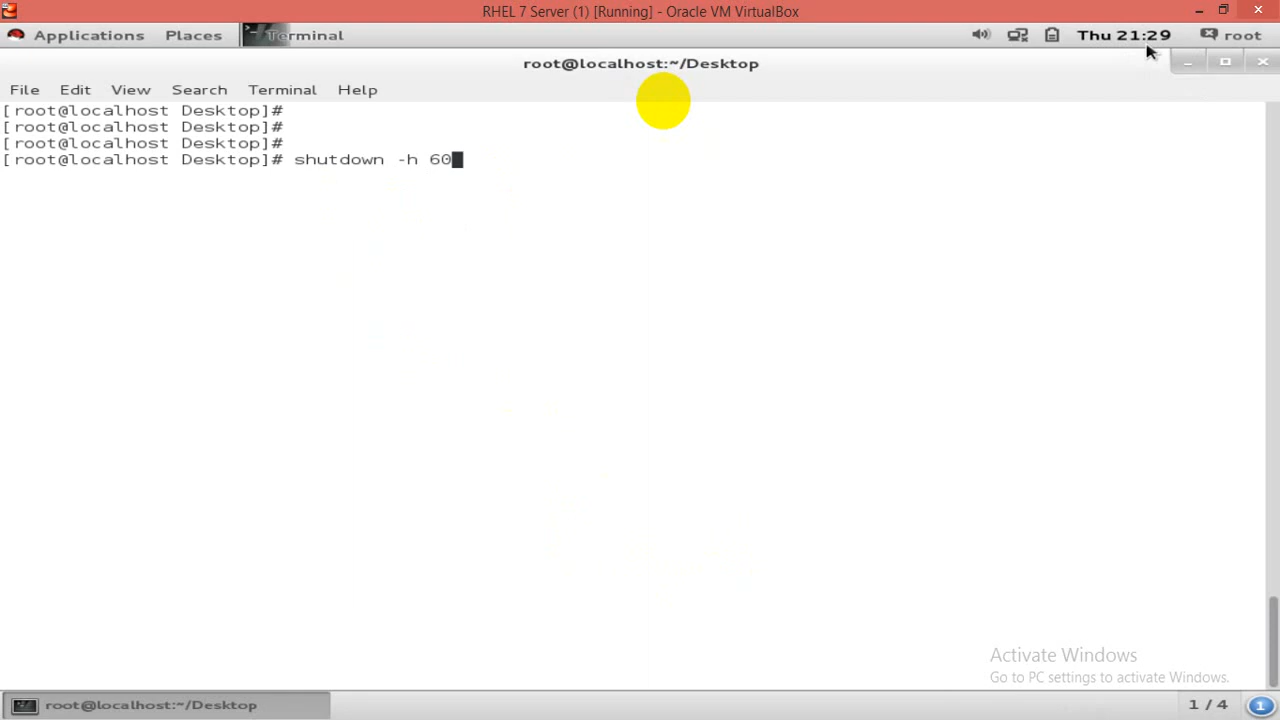 RHEL 7 Server (1) [Running] - Oracle VM VirtualBox
Applications Places Terminal Thu 21:29 root
root@localhost:~/Desktop
File Edit View Search Terminal Help
[root@localhost Desktop]#
[root@localhost Desktop]#
[root@localhost Desktop]#
[root@localhost Desktop]# shutdown -h 60
Activate Windows
Go to PC settings to activate Windows.
root@localhost:~/Desktop 1 / 4 1